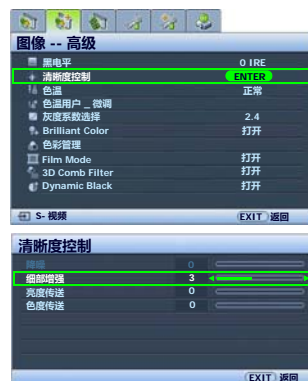 图像 -- 高级
黑电平 0 IRE
清晰度控制 ENTER
色温 正常
色温用户 _ 微调
灰度系数选择 2.4
Brilliant Color 打开
色彩管理
Film Mode 打开
3D Comb Filter 打开
Dynamic Black 打开
S- 视频 EXIT 返回
清晰度控制
降噪 0
细部增强 3
亮度传送 0
色度传送 0
EXIT 返回